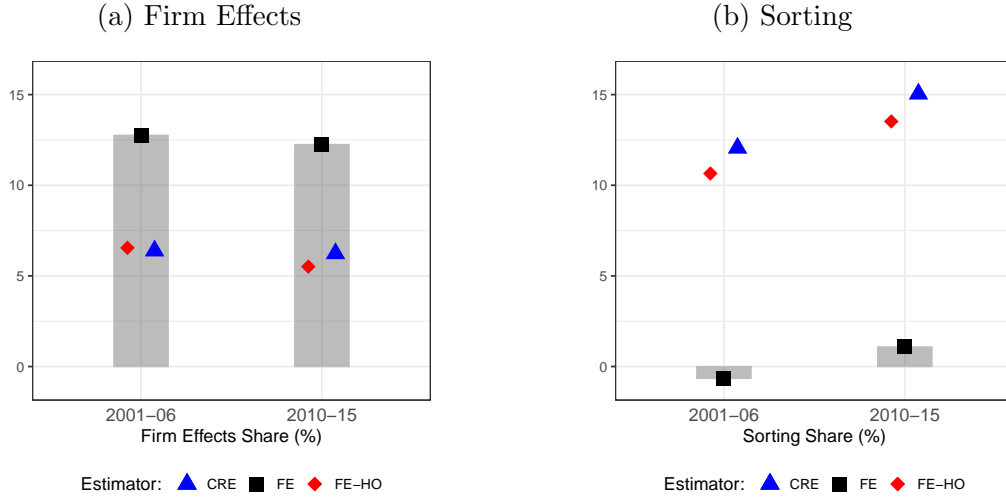 (a) Firm Effects
15
10
5
0
2001−06 2010−15
Firm Effects Share (%)
Estimator: CRE FE FE−HO
(b) Sorting
15
10
5
0
2001−06 2010−15
Sorting Share (%)
Estimator: CRE FE FE−HO